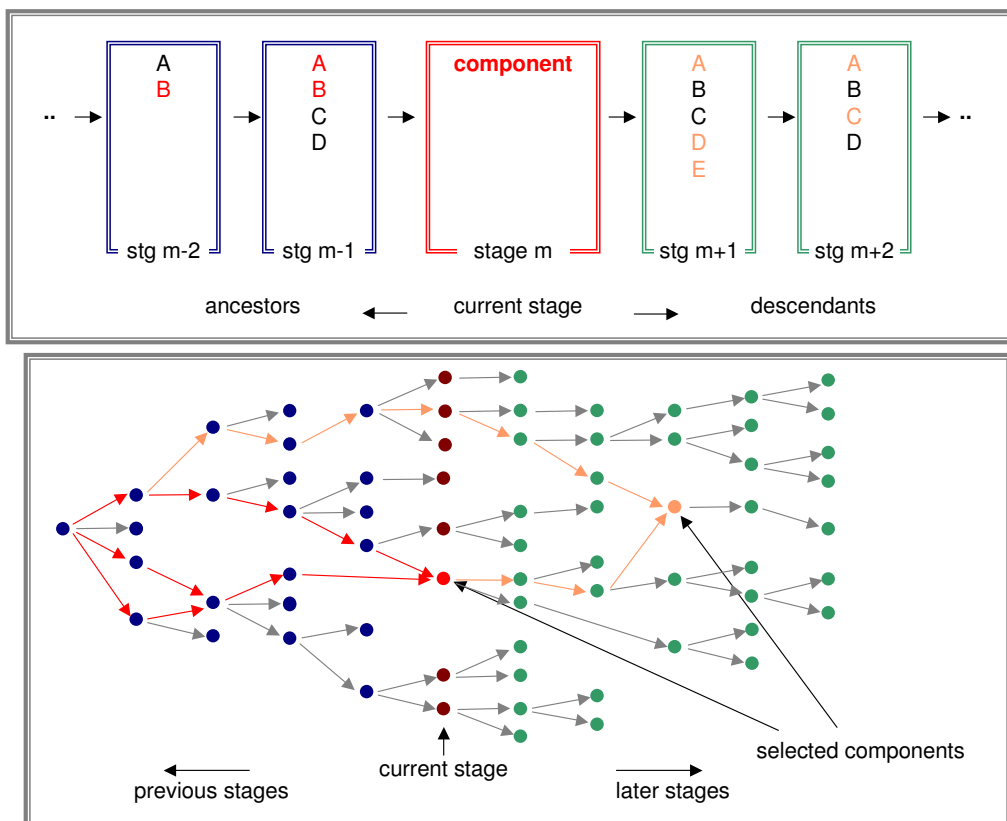 A
B
stg m-2
A
B
C
D
stg m-1
component
stage m
A
B
C
D
E
stg m+1
A
B
C
D
stg m+2
..
..
ancestors
current stage
descendants
selected components
current stage
previous stages
later stages